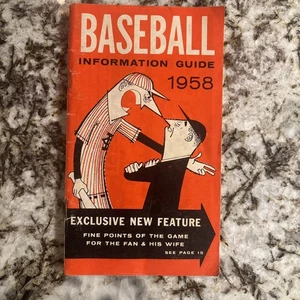 BASEBALL
INFORMATION GUIDE
1958
EXCLUSIVE NEW FEATURE
FINE POINTS OF THE GAME
FOR THE FAN & HIS WIFE
SEE PAGE 15